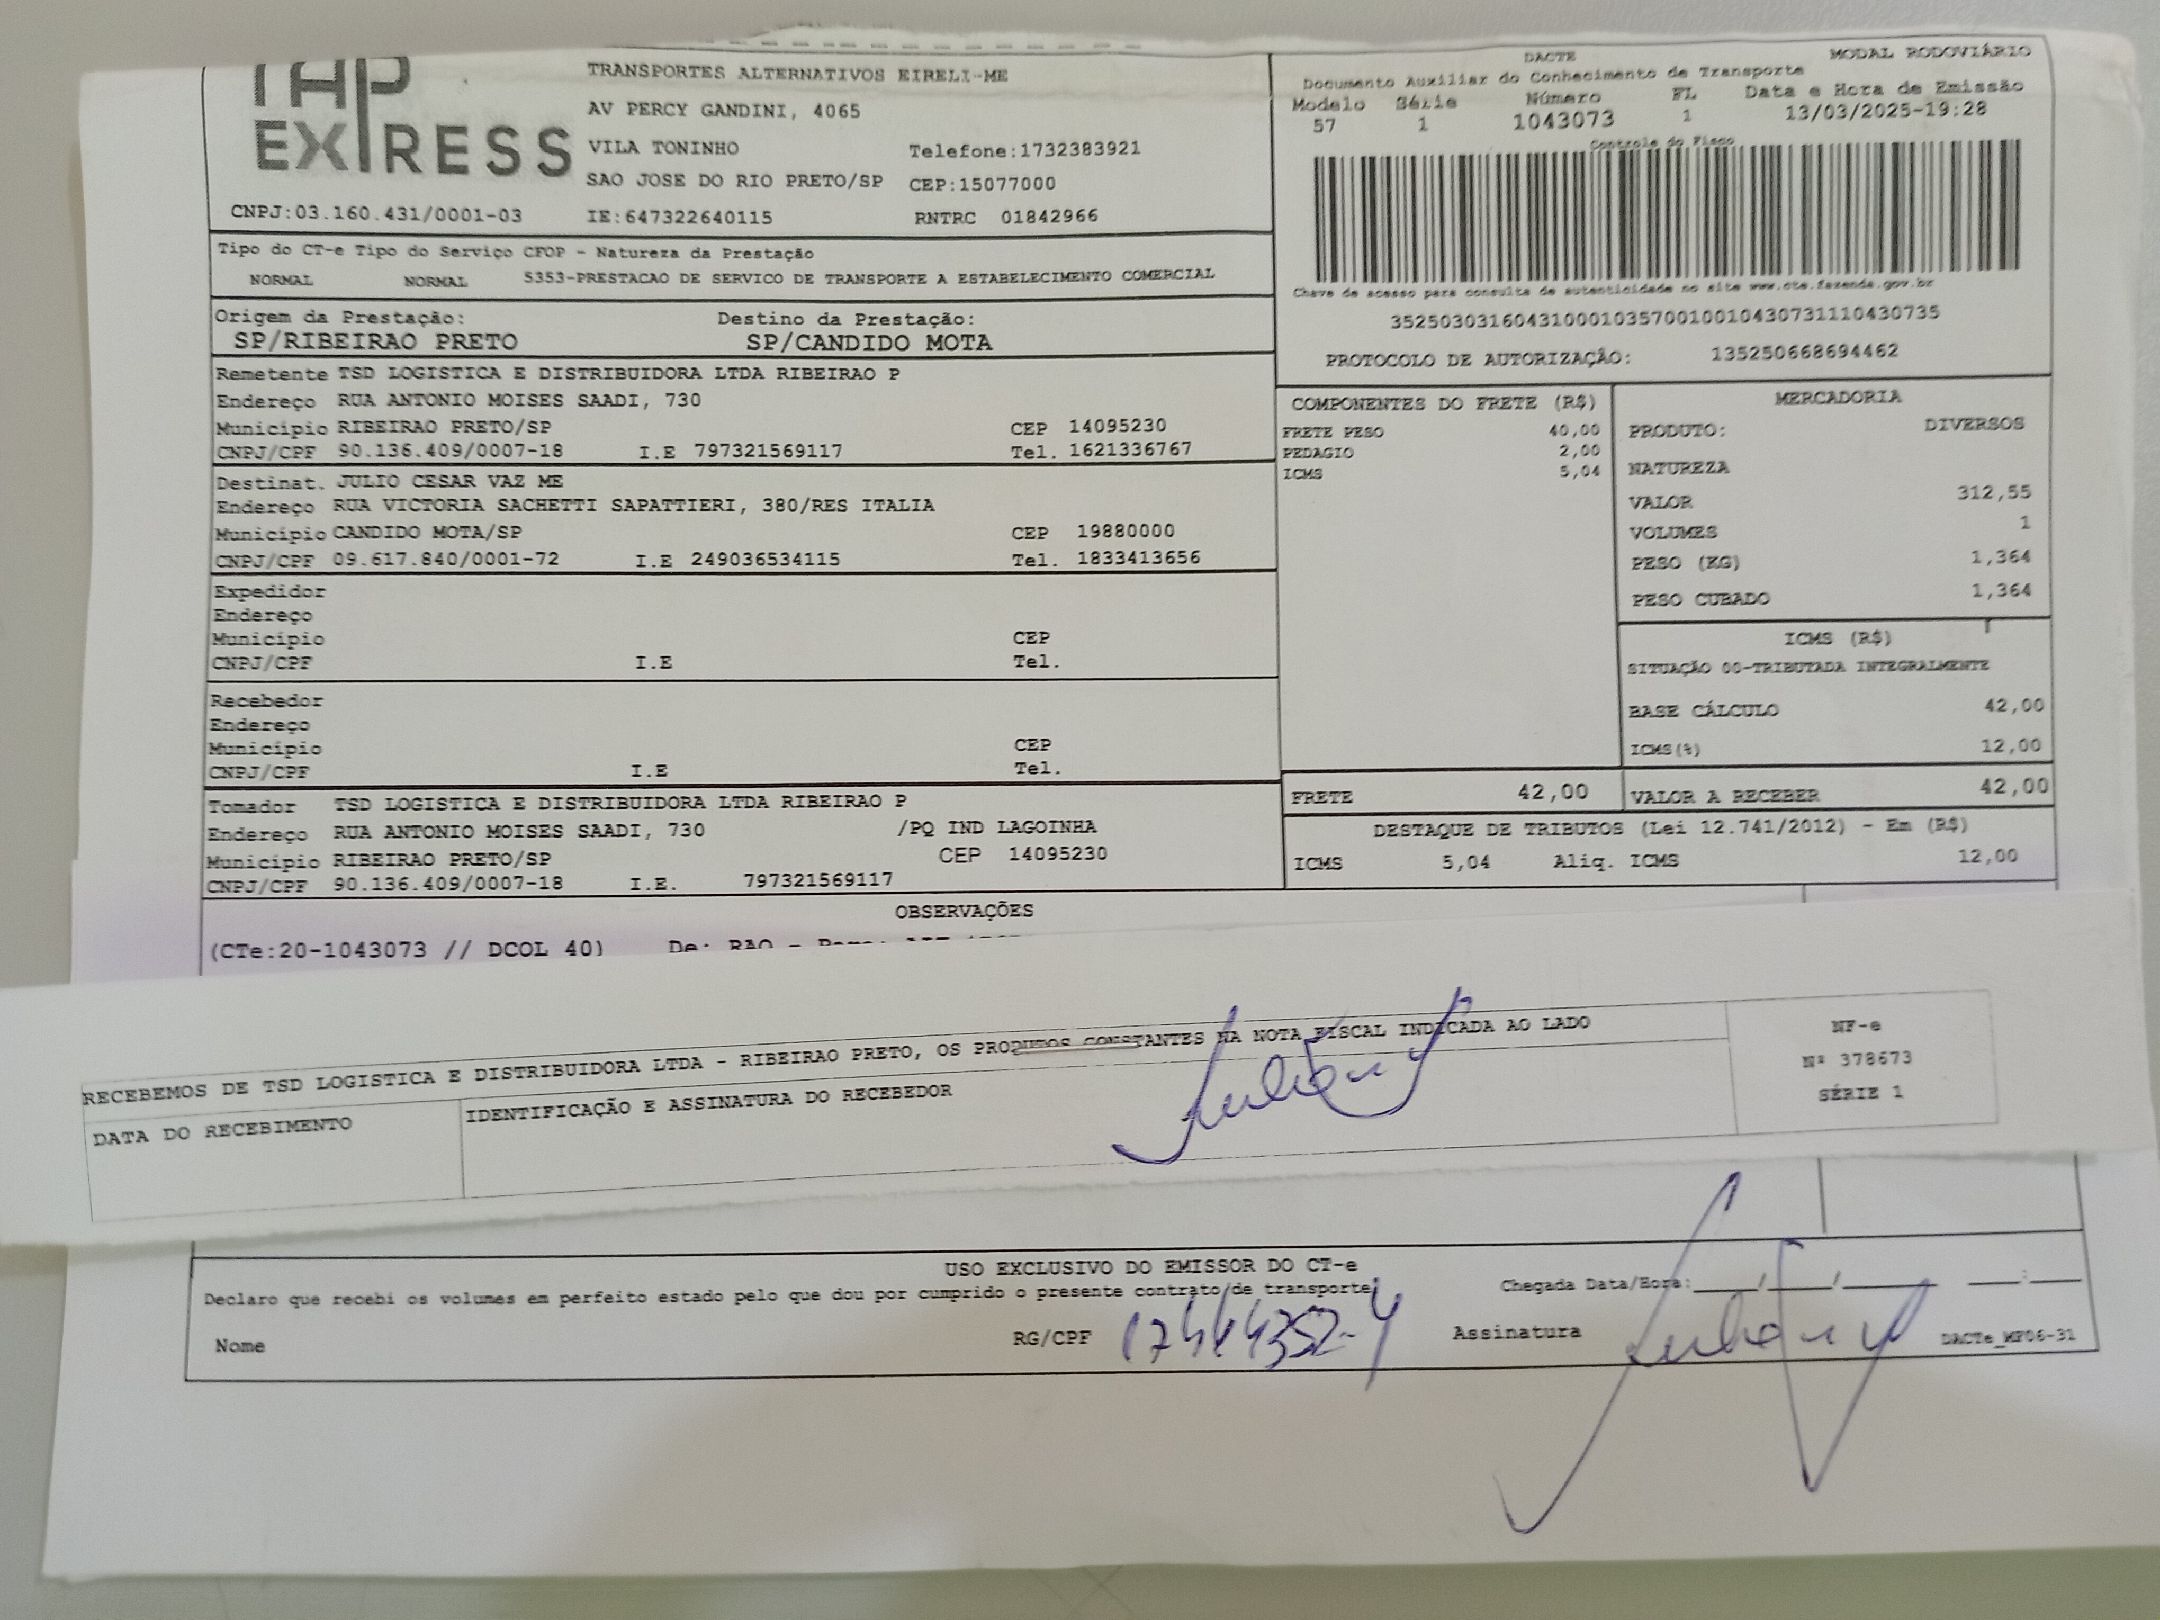 TAP
EXPRESS
TRANSPORTES ALTERNATIVOS EIRELI-ME
AV PERCY GANDINI, 4065
VILA TONINHO Telefone:1732383921
SAO JOSE DO RIO PRETO/SP CEP:15077000
CNPJ:03.160.431/0001-03 IE:647322640115 RNTRC 01842966
DACTE MODAL RODOVIÁRIO
Documento Auxiliar do Conhecimento de Transporte
Modelo Série Número FL Data e Hora de Emissão
57 1 1043073 1 13/03/2025-19:28
Controle do Fisco
Chave de acesso para consulta de autenticidade no site www.cte.fazenda.gov.br
35250303160431000103570010010430731110430735
PROTOCOLO DE AUTORIZAÇÃO: 135250668694462
Tipo do CT-e Tipo do Serviço CFOP - Natureza da Prestação
NORMAL NORMAL 5353-PRESTACAO DE SERVICO DE TRANSPORTE A ESTABELECIMENTO COMERCIAL
Origem da Prestação: Destino da Prestação:
SP/RIBEIRAO PRETO SP/CANDIDO MOTA
Remetente TSD LOGISTICA E DISTRIBUIDORA LTDA RIBEIRAO P
Endereço RUA ANTONIO MOISES SAADI, 730
Município RIBEIRAO PRETO/SP CEP 14095230
CNPJ/CPF 90.136.409/0007-18 I.E 797321569117 Tel. 1621336767
Destinat. JULIO CESAR VAZ ME
Endereço RUA VICTORIA SACHETTI SAPATTIERI, 380/RES ITALIA
Município CANDIDO MOTA/SP CEP 19880000
CNPJ/CPF 09.617.840/0001-72 I.E 249036534115 Tel. 1833413656
Expedidor
Endereço
Município CEP
CNPJ/CPF I.E Tel.
Recebedor
Endereço
Município CEP
CNPJ/CPF I.E Tel.
Tomador TSD LOGISTICA E DISTRIBUIDORA LTDA RIBEIRAO P
Endereço RUA ANTONIO MOISES SAADI, 730 /PQ IND LAGOINHA
Município RIBEIRAO PRETO/SP CEP 14095230
CNPJ/CPF 90.136.409/0007-18 I.E. 797321569117
COMPONENTES DO FRETE (R$)
FRETE PESO 40,00
PEDAGIO 2,00
ICMS 5,04
MERCADORIA
PRODUTO: DIVERSOS
NATUREZA
VALOR 312,55
VOLUMES 1
PESO (KG) 1,364
PESO CUBADO 1,364
ICMS (R$)
SITUAÇÃO 00-TRIBUTADA INTEGRALMENTE
BASE CÁLCULO 42,00
ICMS(%) 12,00
FRETE 42,00 VALOR A RECEBER 42,00
DESTAQUE DE TRIBUTOS (Lei 12.741/2012) - Em (R$)
ICMS 5,04 Aliq. ICMS 12,00
OBSERVAÇÕES
(CTe:20-1043073 // DCOL 40) De: RAO -
RECEBEMOS DE TSD LOGISTICA E DISTRIBUIDORA LTDA - RIBEIRAO PRETO, OS PRODUTOS CONSTANTES NA NOTA FISCAL INDICADA AO LADO
DATA DO RECEBIMENTO IDENTIFICAÇÃO E ASSINATURA DO RECEBEDOR
NF-e
Nº 378673
SÉRIE 1
USO EXCLUSIVO DO EMISSOR DO CT-e
Declaro que recebi os volumes em perfeito estado pelo que dou por cumprido o presente contrato de transporte Chegada Data/Hora:____/____/______ ___:___
Nome RG/CPF Assinatura DACTe_MF06-31